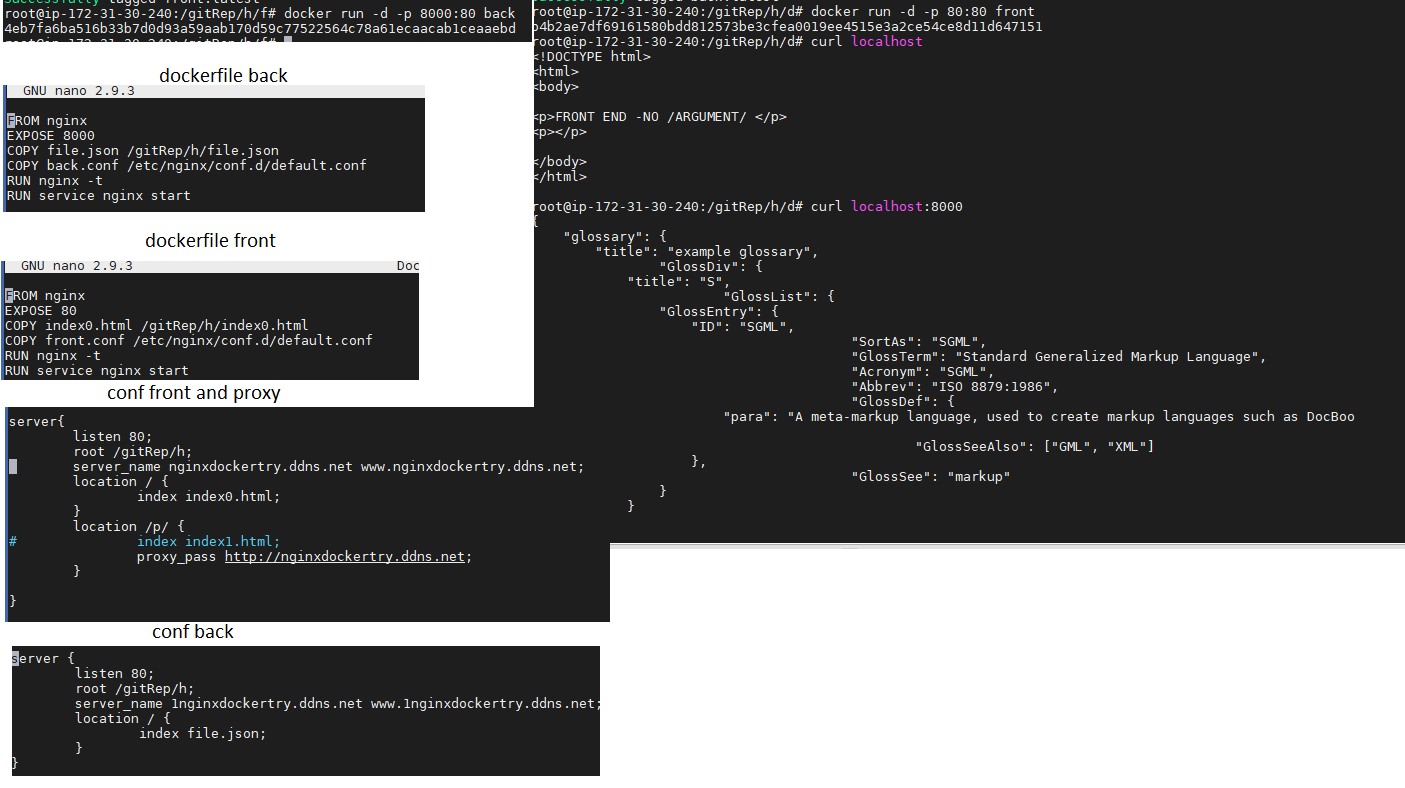 Successfully tagged front:latest
root@ip-172-31-30-240:/gitRep/h/f# docker run -d -p 8000:80 back
4eb7fa6ba516b33b7d0d93a59aab170d59c77522564c78a61ecaacab1ceaaebd
root@ip-172-31-30-240:/gitRep/h/f#
dockerfile back
GNU nano 2.9.3
FROM nginx
EXPOSE 8000
COPY file.json /gitRep/h/file.json
COPY back.conf /etc/nginx/conf.d/default.conf
RUN nginx -t
RUN service nginx start
dockerfile front
GNU nano 2.9.3 Doc
FROM nginx
EXPOSE 80
COPY index0.html /gitRep/h/index0.html
COPY front.conf /etc/nginx/conf.d/default.conf
RUN nginx -t
RUN service nginx start
conf front and proxy
server{
listen 80;
root /gitRep/h;
server_name nginxdockertry.ddns.net www.nginxdockertry.ddns.net;
location / {
index index0.html;
}
location /p/ {
# index index1.html;
proxy_pass http://nginxdockertry.ddns.net;
}
}
conf back
server {
listen 80;
root /gitRep/h;
server_name 1nginxdockertry.ddns.net www.1nginxdockertry.ddns.net;
location / {
index file.json;
}
}
root@ip-172-31-30-240:/gitRep/h/d# docker run -d -p 80:80 front
b4b2ae7df69161580bdd812573be3cfea0019ee4515e3a2ce54ce8d11d647151
root@ip-172-31-30-240:/gitRep/h/d# curl localhost
<!DOCTYPE html>
<html>
<body>
<p>FRONT END -NO /ARGUMENT/ </p>
<p></p>
</body>
</html>
root@ip-172-31-30-240:/gitRep/h/d# curl localhost:8000
{
"glossary": {
"title": "example glossary",
"GlossDiv": {
"title": "S",
"GlossList": {
"GlossEntry": {
"ID": "SGML",
"SortAs": "SGML",
"GlossTerm": "Standard Generalized Markup Language",
"Acronym": "SGML",
"Abbrev": "ISO 8879:1986",
"GlossDef": {
"para": "A meta-markup language, used to create markup languages such as DocBoo
"GlossSeeAlso": ["GML", "XML"]
},
"GlossSee": "markup"
}
}